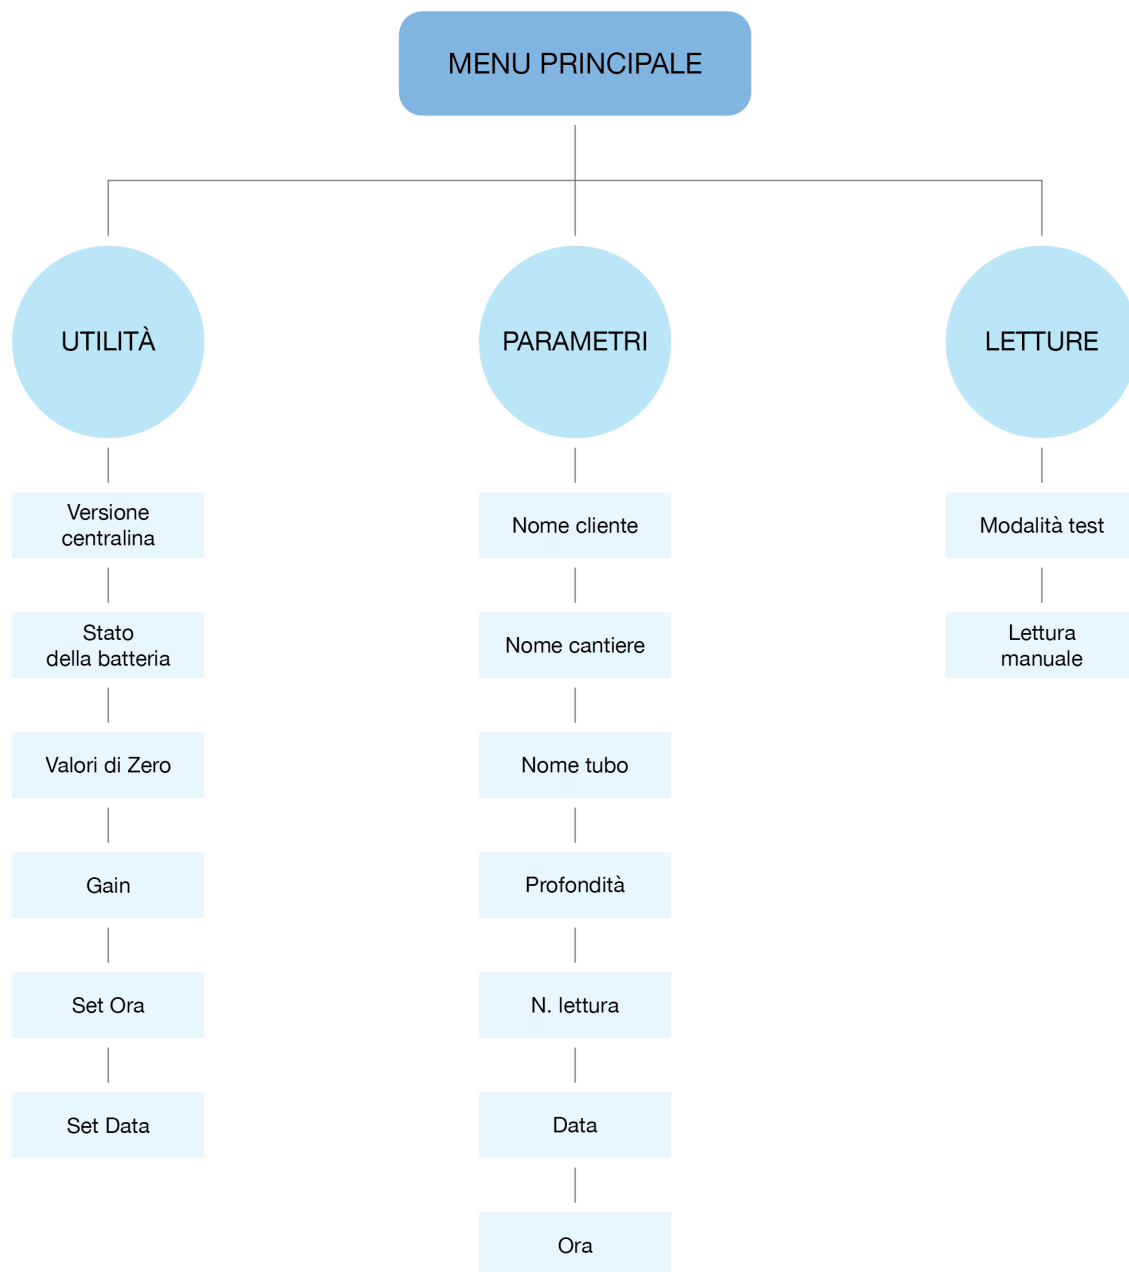 MENU PRINCIPALE
UTILITÀ
Versione
centralina
Stato
della batteria
Valori di Zero
Gain
Set Ora
Set Data
PARAMETRI
Nome cliente
Nome cantiere
Nome tubo
Profondità
N. lettura
Data
Ora
LETTURE
Modalità test
Lettura
manuale